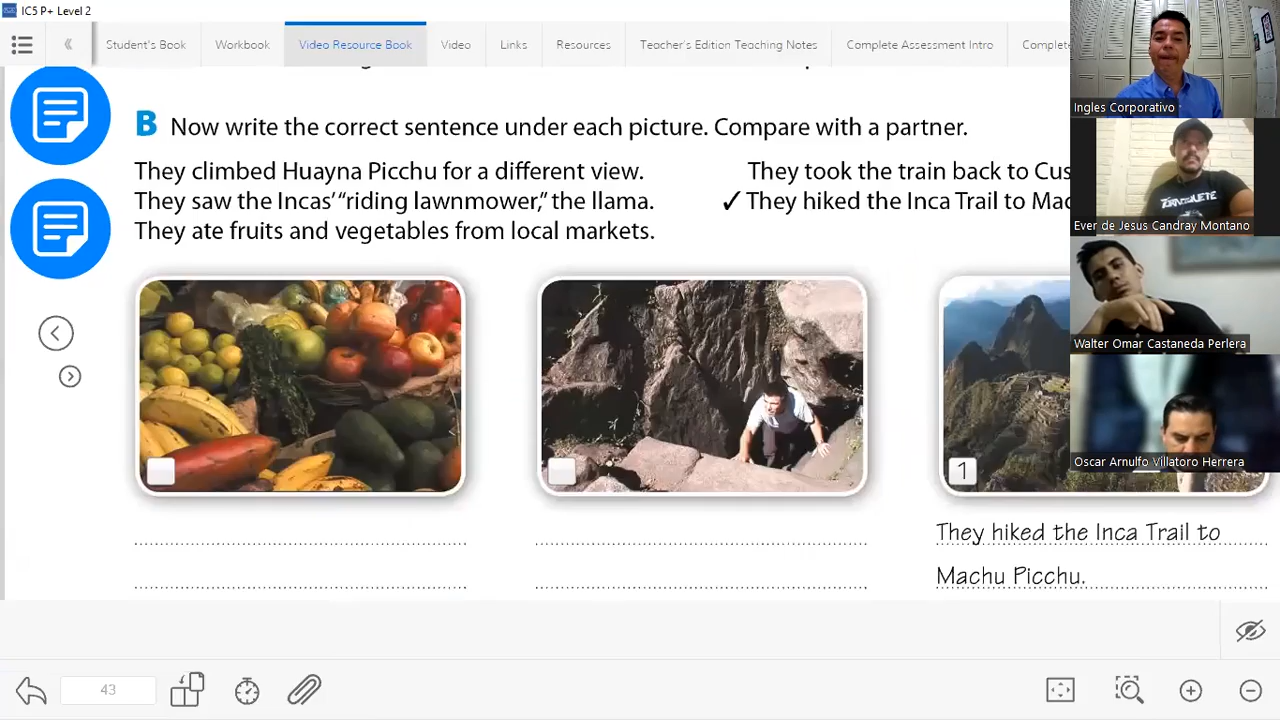 IC5 P+ Level 2
Student's Book
Workbook
Video Resource Book
Links
Resources
Teacher's
Teaching Notes
Complete Assessment Intro
B Now write the correct sentence under each picture. Compare with a partner.
They climbed Huayna Picchu for a different view.
They took the train back to Cus
They saw the Incas' “riding lawnmower,” the llama.
✓ They hiked the Inca Trail to Mac
They ate fruits and vegetables from local markets.
1
They hiked the Inca Trail to
Machu Picchu.
43
Ingles Corporativo
Ever de Jesus Candray Montano
Walter Omar Castaneda Perlera
Oscar Arnulfo Villatoro Herrera